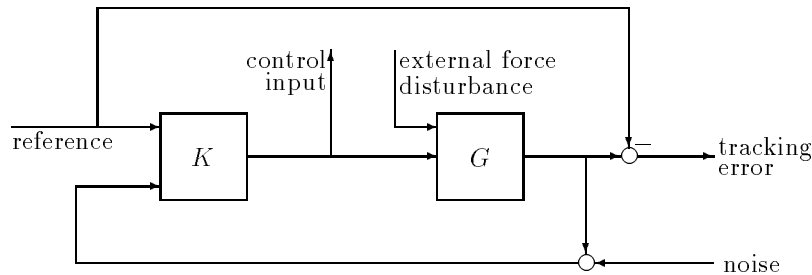 control
input
external force
disturbance
reference
K
G
−
tracking
error
noise